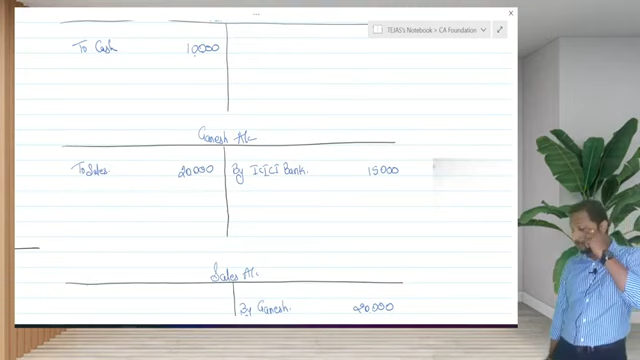 ...
TEJAS's Notebook > CA Foundation
To Cash 10000
Ganesh A/c
To Sales 20000 By ICICI Bank. 15000
Sales A/c
By Ganesh. 20000